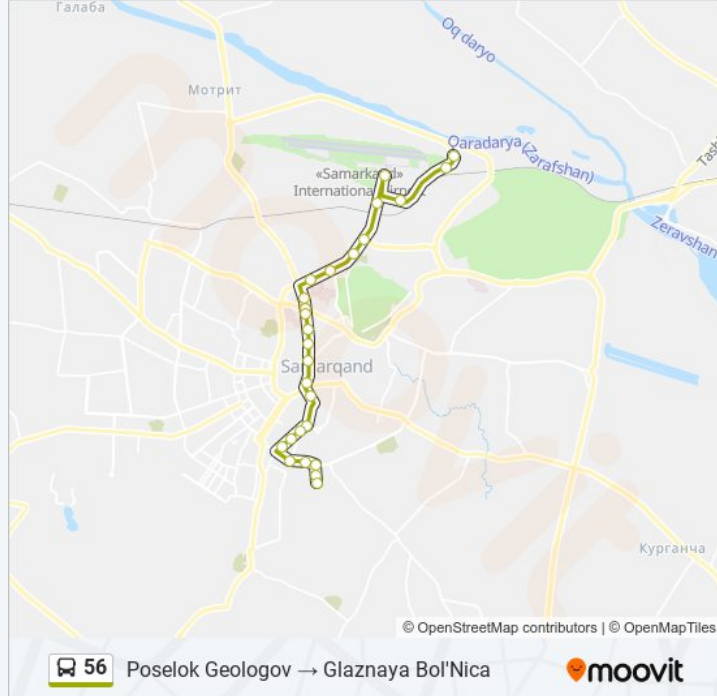 Галаба
Oq daryo
Мотрит
Tash
Qaradarya (Zarafshan)
«Samarkand»
International Airport
Zeravshan
Samarqand
Курганча
© OpenStreetMap contributors | © OpenMapTiles
56 Poselok Geologov → Glaznaya Bol'Nica
moovit